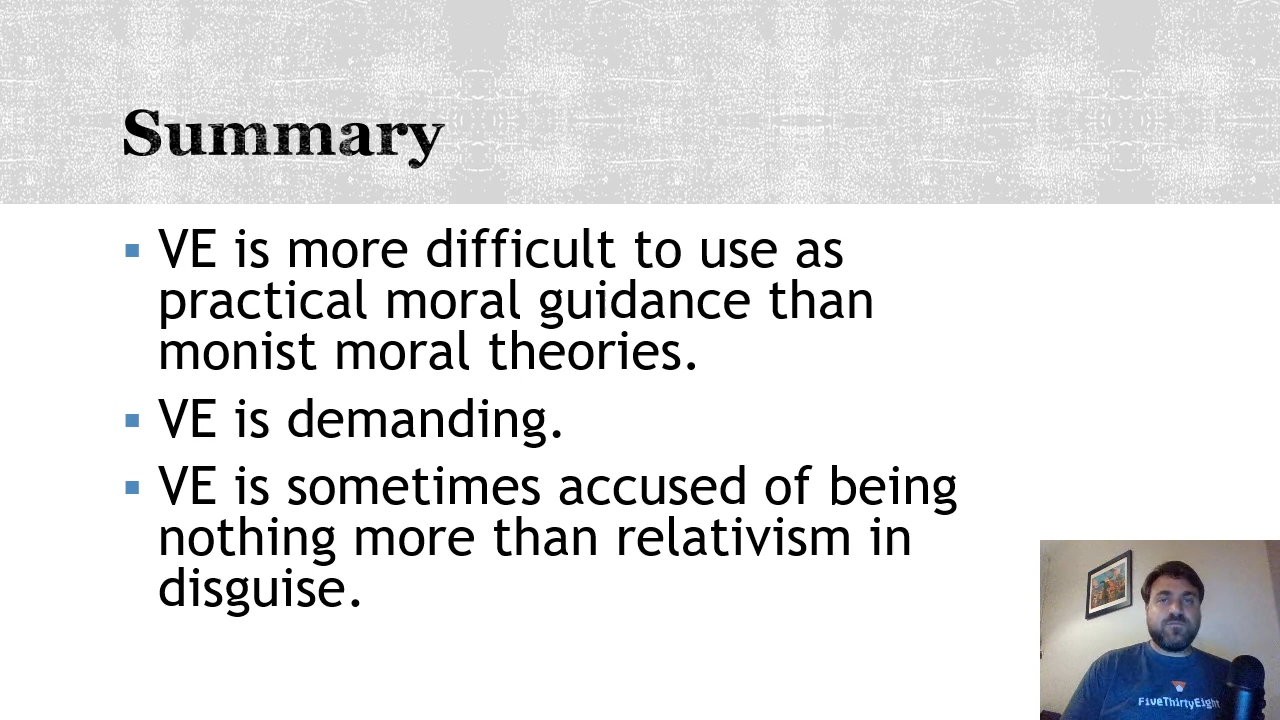 Summary
VE is more difficult to use as
practical moral guidance than
monist moral theories.
VE is demanding.
VE is sometimes accused of being
nothing more than relativism in
disguise.
FiveThirtyEight